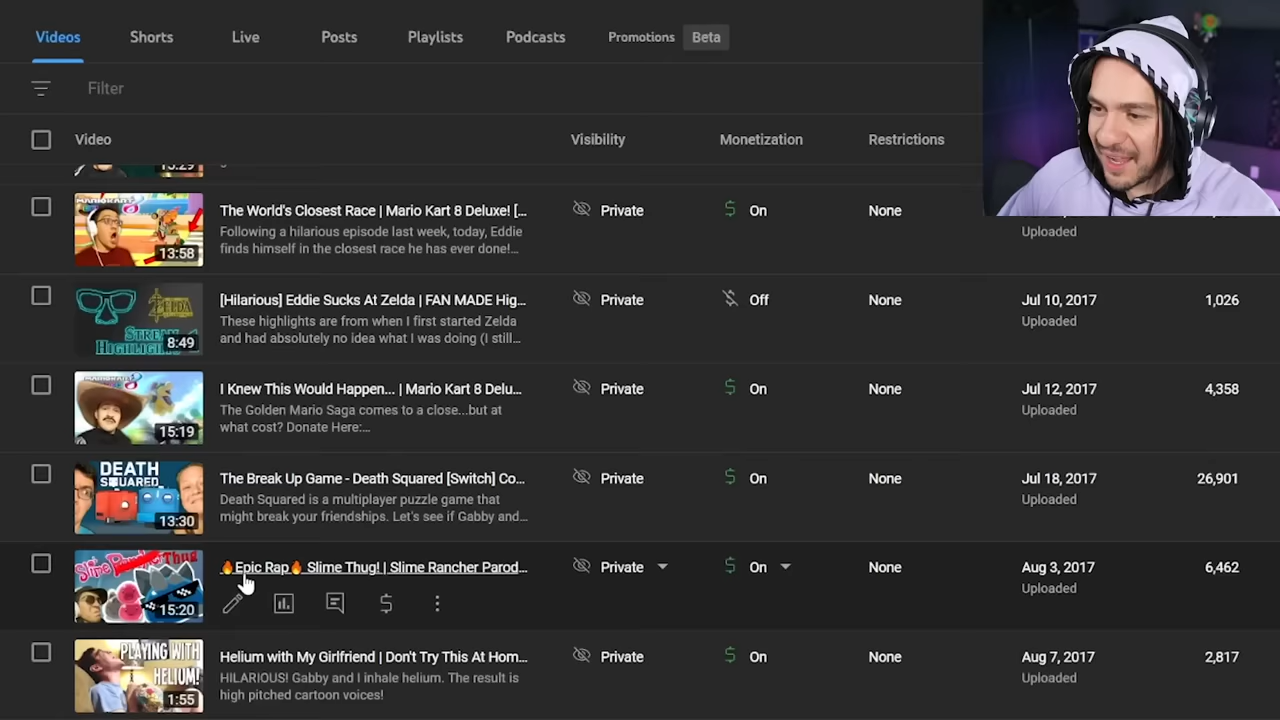 Videos Shorts Live Posts Playlists Podcasts Promotions Beta
Filter
Video Visibility Monetization Restrictions
13:29
MARIO KART 8
13:58
The World's Closest Race | Mario Kart 8 Deluxe! [...
Following a hilarious episode last week, today, Eddie
finds himself in the closest race he has ever done!...
Private On None
Uploaded
ZELDA
STREAM
HIGHLIGHTS
8:49
[Hilarious] Eddie Sucks At Zelda | FAN MADE Hig...
These highlights are from when I first started Zelda
and had absolutely no idea what I was doing (I still...
Private Off None Jul 10, 2017 1,026
Uploaded
15:19
I Knew This Would Happen... | Mario Kart 8 Delu...
The Golden Mario Saga comes to a close...but at
what cost? Donate Here:...
Private On None Jul 12, 2017 4,358
Uploaded
DEATH
SQUARED
13:30
The Break Up Game - Death Squared [Switch] Co...
Death Squared is a multiplayer puzzle game that
might break your friendships. Let's see if Gabby and...
Private On None Jul 18, 2017 26,901
Uploaded
Slime Thug
15:20
🔥Epic Rap🔥 Slime Thug! | Slime Rancher Parod...
Private On None Aug 3, 2017 6,462
Uploaded
PLAYING WITH
HELIUM!
1:55
Helium with My Girlfriend | Don't Try This At Hom...
HILARIOUS! Gabby and I inhale helium. The result is
high pitched cartoon voices!
Private On None Aug 7, 2017 2,817
Uploaded